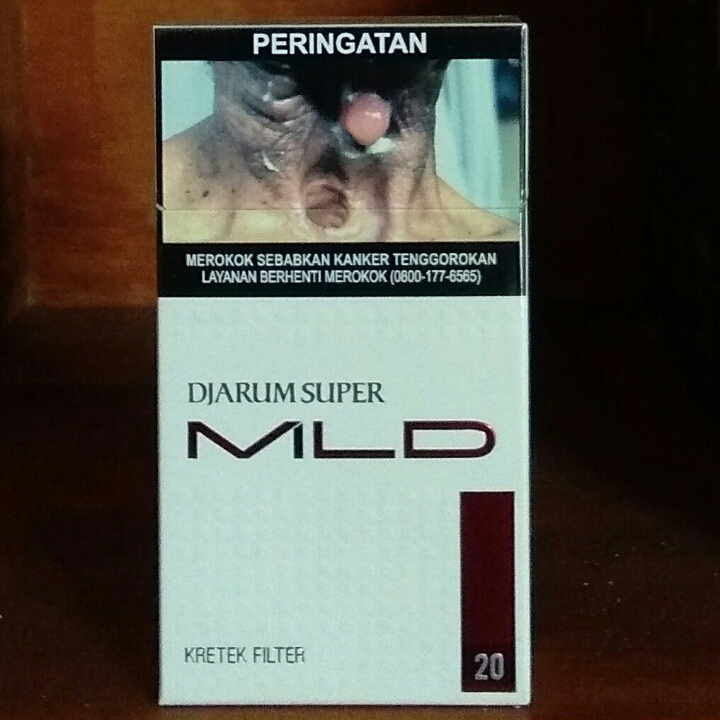 PERINGATAN
MEROKOK SEBABKAN KANKER TENGGOROKAN
LAYANAN BERHENTI MEROKOK (0800-177-6565)
DJARUM SUPER
MLD
KRETEK FILTER
20